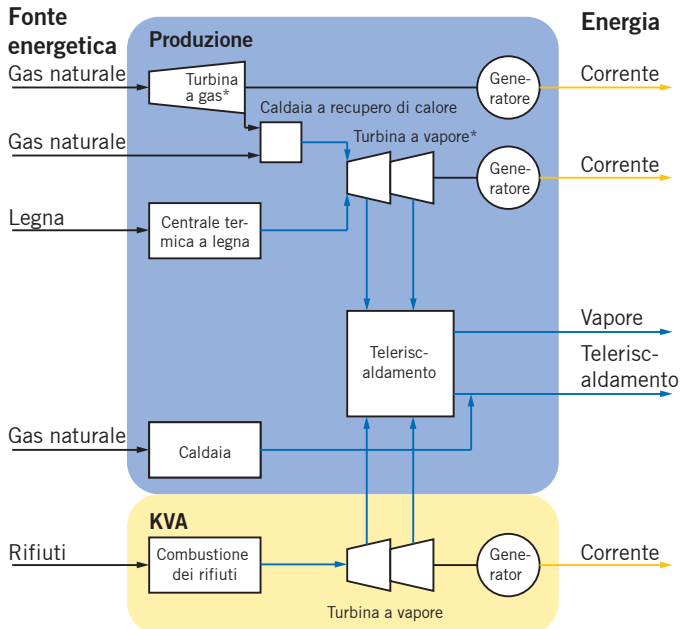 Fonte
energetica
Produzione
Energia
Gas naturale
Turbina
a gas*
Gene-
ratore
Corrente
Caldaia a recupero di calore
Gas naturale
Turbina a vapore*
Gene-
ratore
Corrente
Legna
Centrale ter-
mica a legna
Vapore
Telerisc-
aldamento
Telerisc-
aldamento
Gas naturale
Caldaia
KVA
Rifiuti
Combustione
dei rifiuti
Gene-
rator
Corrente
Turbina a vapore